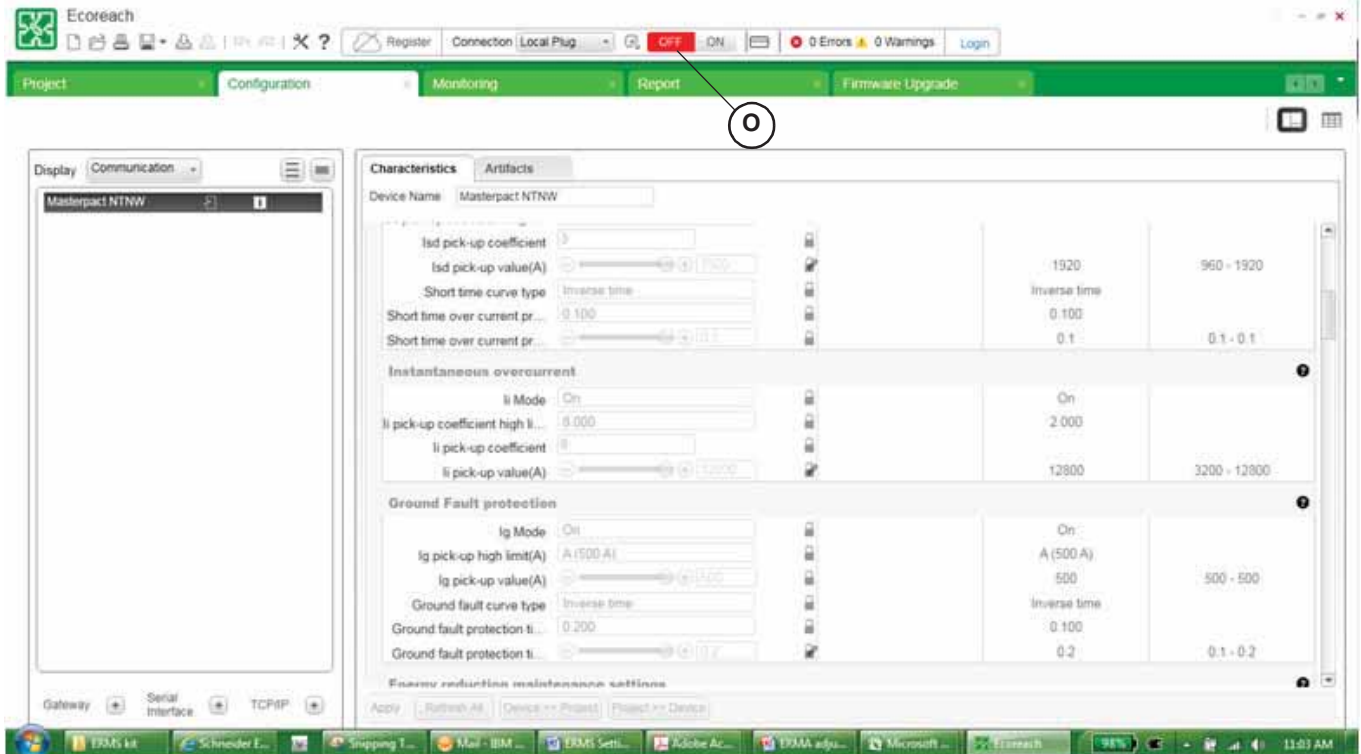 Ecoreach
Register Connection Local Plug OFF ON 0 Errors 0 Warnings Login
Project Configuration Monitoring Report Firmware Upgrade
O
Display Communication
Masterpact NTNW
Characteristics Artifacts
Device Name Masterpact NTNW
Isd pick-up coefficient 3
Isd pick-up value(A) 1920 960 - 1920
Short time curve type Inverse time Inverse time
Short time over current pr... 0.100 0.100
Short time over current pr... 0.1 0.1 0.1 - 0.1
Instantaneous overcurrent
Ii Mode On On
Ii pick-up coefficient high li... 8.000 2.000
Ii pick-up coefficient 8
Ii pick-up value(A) 12800 12800 3200 - 12800
Ground Fault protection
Ig Mode On On
Ig pick-up high limit(A) A (500 A) A (500 A)
Ig pick-up value(A) 500 500 500 - 500
Ground fault curve type Inverse time Inverse time
Ground fault protection ti... 0.200 0.100
Ground fault protection ti... 0.2 0.2 0.1 - 0.2
Energy reduction maintenance settings
Gateway Serial Interface TCP/IP
Apply Refresh All Device >> Project Project >> Device
ERMS kit Schneider E... Snipping T... Mail - IBM ... ERMS Setti... Adobe Ac... ERMA adju... Microsoft ... Ecoreach 98% 11:03 AM